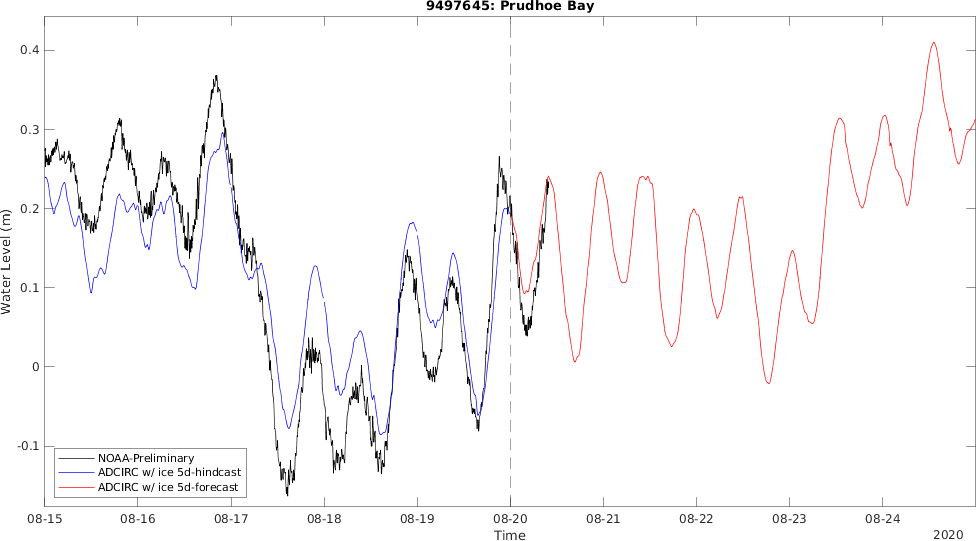 9497645: Prudhoe Bay
0.4
0.3
0.2
0.1
0
-0.1
Water Level (m)
NOAA-Preliminary
ADCIRC w/ ice 5d-hindcast
ADCIRC w/ ice 5d-forecast
08-15 08-16 08-17 08-18 08-19 08-20 08-21 08-22 08-23 08-24
Time
2020